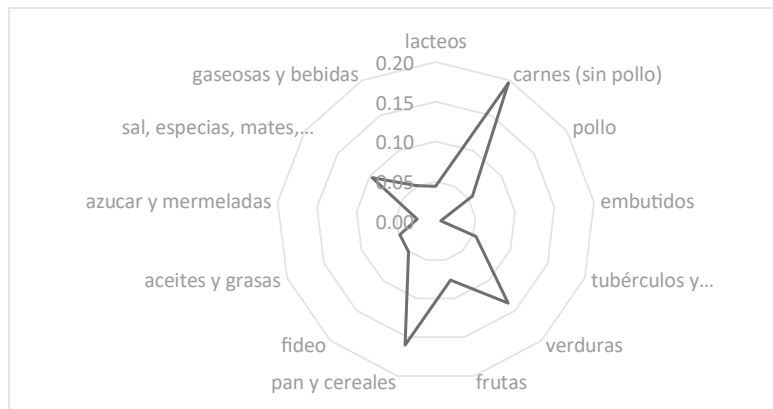 lacteos
0.20
gaseosas y bebidas
carnes (sin pollo)
0.15
sal, especias, mates,...
pollo
0.10
0.05
azucar y mermeladas
embutidos
0.00
aceites y grasas
tubérculos y...
fideo
verduras
pan y cereales
frutas